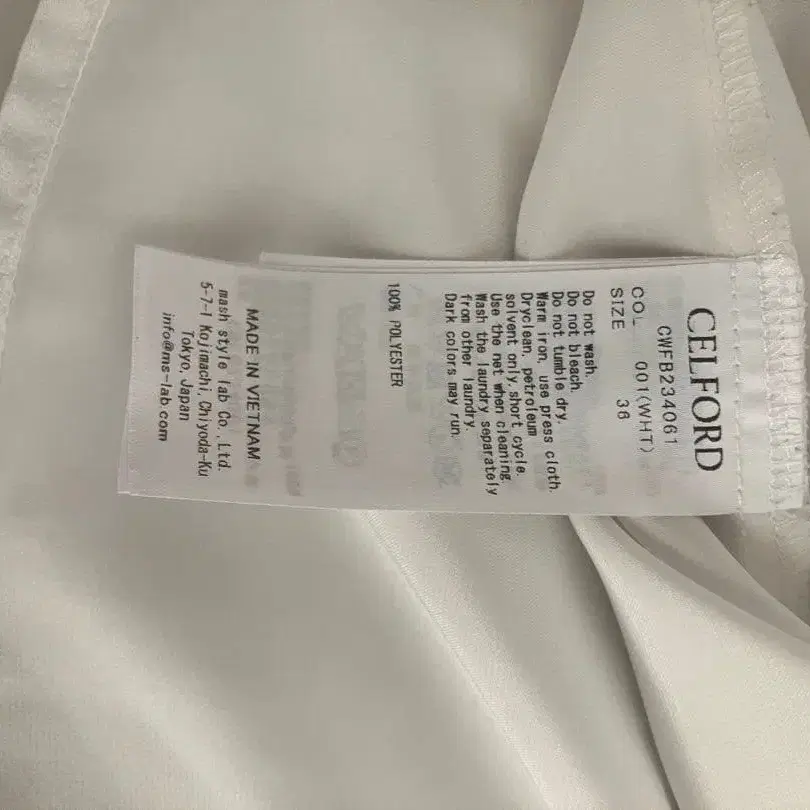 CELFORD
CWFB234061
COL 001(WHT)
SIZE 36
Do not wash.
Do not bleach.
Do not tumble dry.
Warm iron, use press cloth.
Dryclean, petroleum
solvent only,short cycle.
Use the net when cleaning.
Wash the laundry separately
from other laundry.
Dark colors may run.
100% POLYESTER
MADE IN VIETNAM
mash style lab Co., Ltd.
5-7-1 Kojimachi, Chiyoda-Ku
Tokyo, Japan
info@ms-lab.com